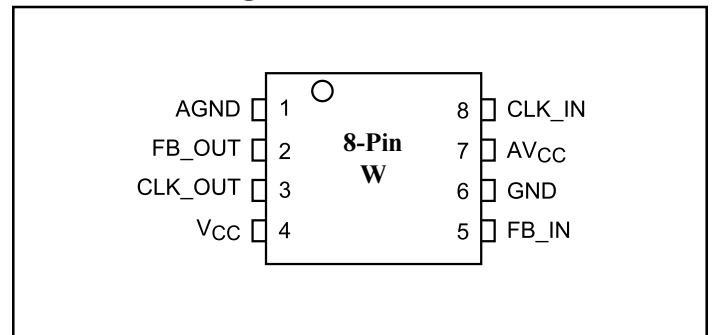 AGND 1 8 CLK_IN
FB_OUT 2 8-Pin 7 AVCC
CLK_OUT 3 W 6 GND
VCC 4 5 FB_IN